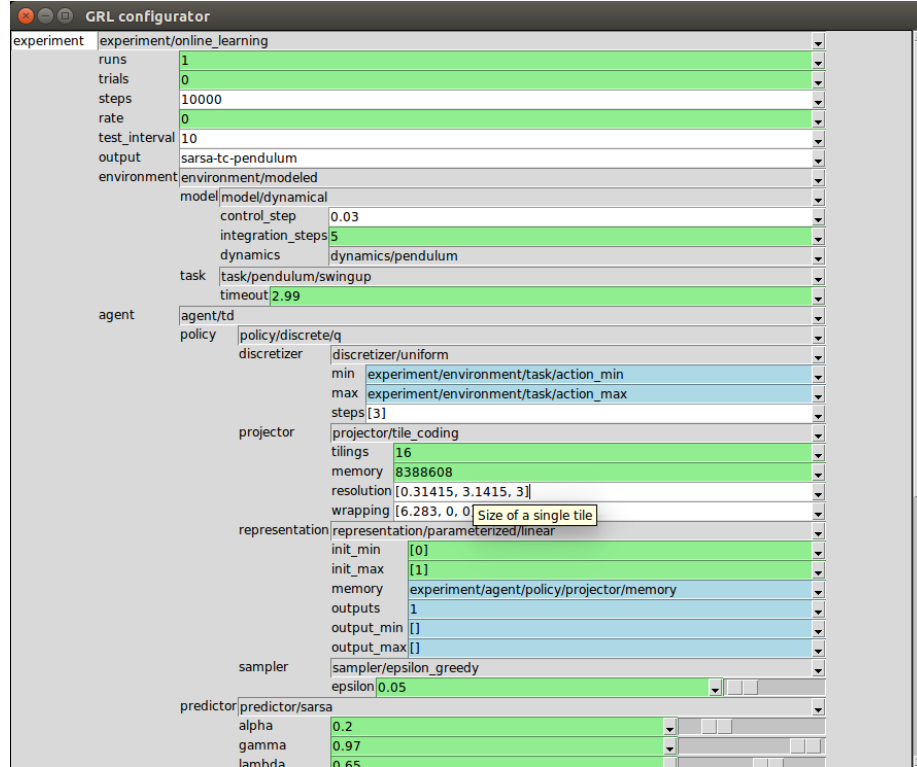 GRL configurator
experiment experiment/online_learning
runs 1
trials 0
steps 10000
rate 0
test_interval 10
output sarsa-tc-pendulum
environment environment/modeled
model model/dynamical
control_step 0.03
integration_steps 5
dynamics dynamics/pendulum
task task/pendulum/swingup
timeout 2.99
agent agent/td
policy policy/discrete/q
discretizer discretizer/uniform
min experiment/environment/task/action_min
max experiment/environment/task/action_max
steps [3]
projector projector/tile_coding
tilings 16
memory 8388608
resolution [0.31415, 3.1415, 3]
wrapping [6.283, 0, 0
Size of a single tile
representation representation/parameterized/linear
init_min [0]
init_max [1]
memory experiment/agent/policy/projector/memory
outputs 1
output_min []
output_max []
sampler sampler/epsilon_greedy
epsilon 0.05
predictor predictor/sarsa
alpha 0.2
gamma 0.97
lambda 0.65